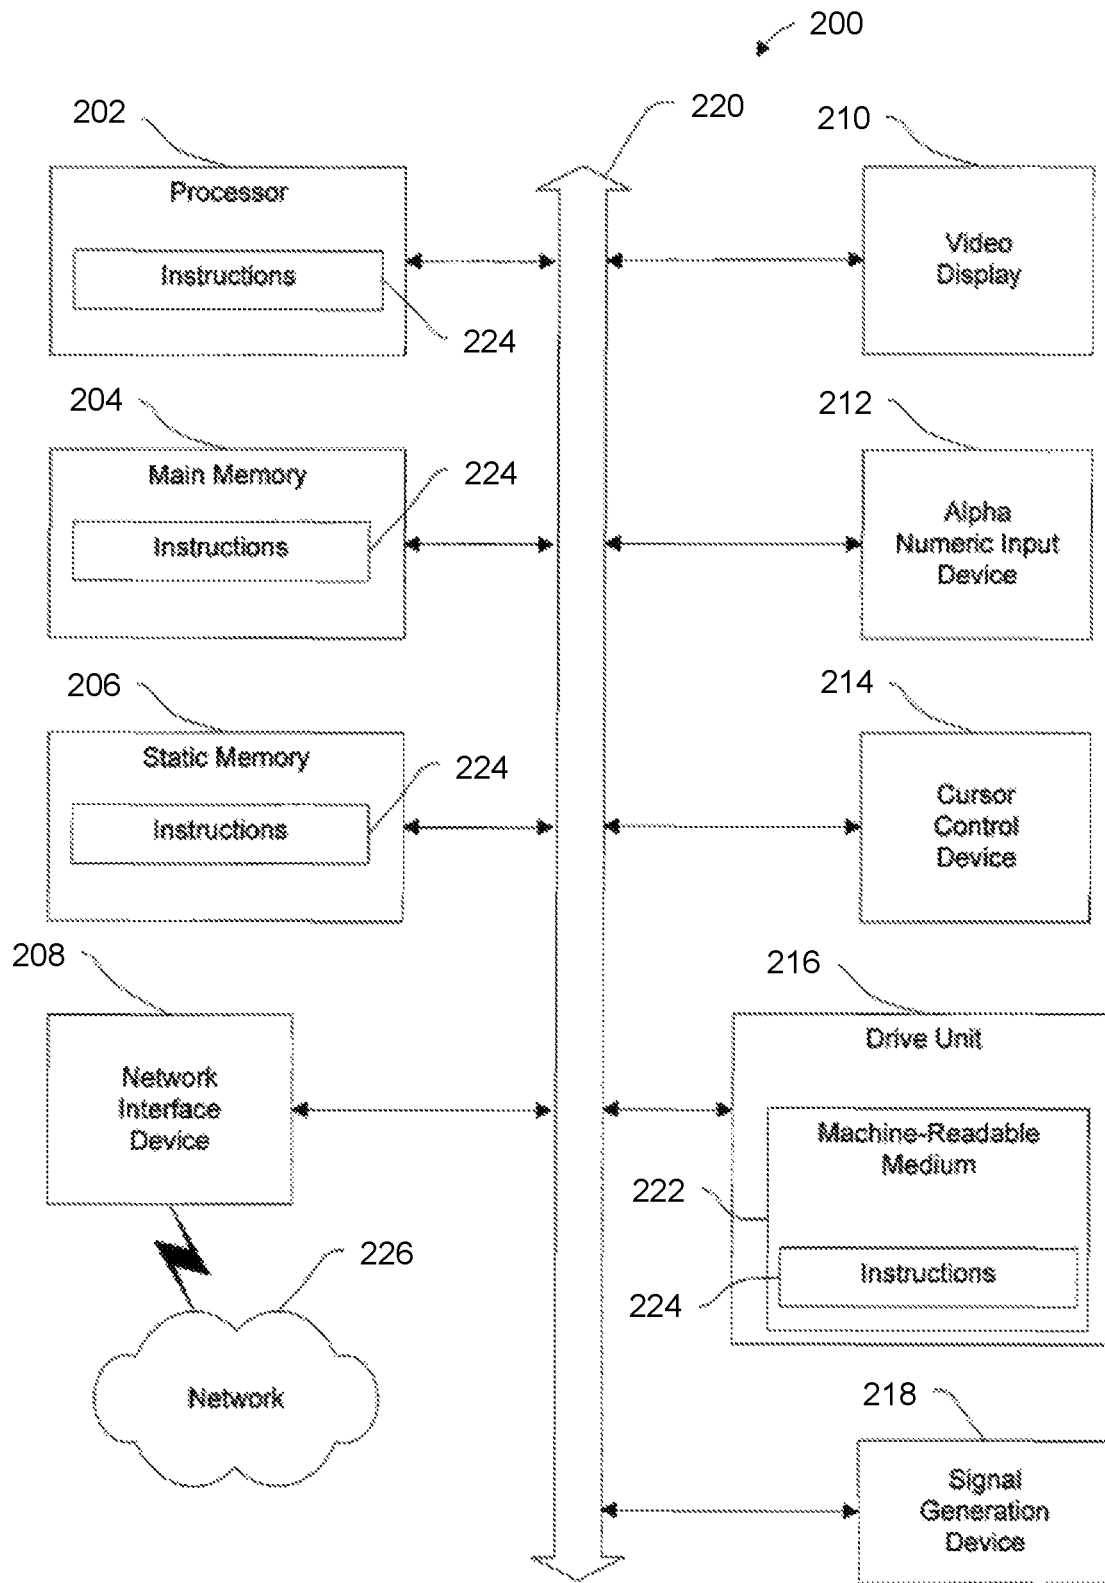 200
202
220
210
Processor
Instructions
224
Video
Display
204
212
Main Memory
224
Instructions
Alpha
Numeric Input
Device
206
214
Static Memory
224
Instructions
Cursor
Control
Device
208
216
Network
Interface
Device
Drive Unit
Machine-Readable
Medium
222
226
224
Instructions
Network
218
Signal
Generation
Device